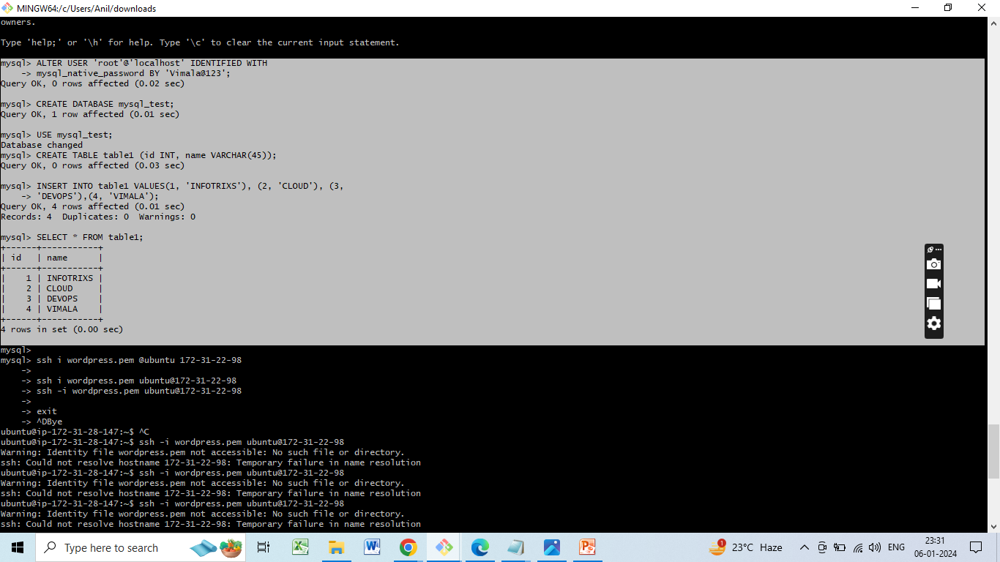 MINGW64:/c/Users/Anil/downloads
owners.
Type 'help;' or '\h' for help. Type '\c' to clear the current input statement.
mysql> ALTER USER 'root'@'localhost' IDENTIFIED WITH
    -> mysql_native_password BY 'Vimala@123';
Query OK, 0 rows affected (0.02 sec)
mysql> CREATE DATABASE mysql_test;
Query OK, 1 row affected (0.01 sec)
mysql> USE mysql_test;
Database changed
mysql> CREATE TABLE table1 (id INT, name VARCHAR(45));
Query OK, 0 rows affected (0.03 sec)
mysql> INSERT INTO table1 VALUES(1, 'INFOTRIXS'), (2, 'CLOUD'), (3,
    -> 'DEVOPS'),(4, 'VIMALA');
Query OK, 4 rows affected (0.01 sec)
Records: 4  Duplicates: 0  Warnings: 0
mysql> SELECT * FROM table1;
+------+-----------+
| id   | name      |
+------+-----------+
|    1 | INFOTRIXS |
|    2 | CLOUD     |
|    3 | DEVOPS    |
|    4 | VIMALA    |
+------+-----------+
4 rows in set (0.00 sec)
mysql>
mysql> ssh i wordpress.pem @ubuntu 172-31-22-98
    ->
    -> ssh i wordpress.pem ubuntu@172-31-22-98
    -> ssh -i wordpress.pem ubuntu@172-31-22-98
    ->
    -> exit
    -> ^DBye
ubuntu@ip-172-31-28-147:~$ ^C
ubuntu@ip-172-31-28-147:~$ ssh -i wordpress.pem ubuntu@172-31-22-98
Warning: Identity file wordpress.pem not accessible: No such file or directory.
ssh: Could not resolve hostname 172-31-22-98: Temporary failure in name resolution
ubuntu@ip-172-31-28-147:~$ ssh -i wordpress.pem ubuntu@172-31-22-98
Warning: Identity file wordpress.pem not accessible: No such file or directory.
ssh: Could not resolve hostname 172-31-22-98: Temporary failure in name resolution
ubuntu@ip-172-31-28-147:~$ ssh -i wordpress.pem ubuntu@172-31-22-98
Warning: Identity file wordpress.pem not accessible: No such file or directory.
ssh: Could not resolve hostname 172-31-22-98: Temporary failure in name resolution
Type here to search
1
23°C Haze
ENG
23:31
06-01-2024